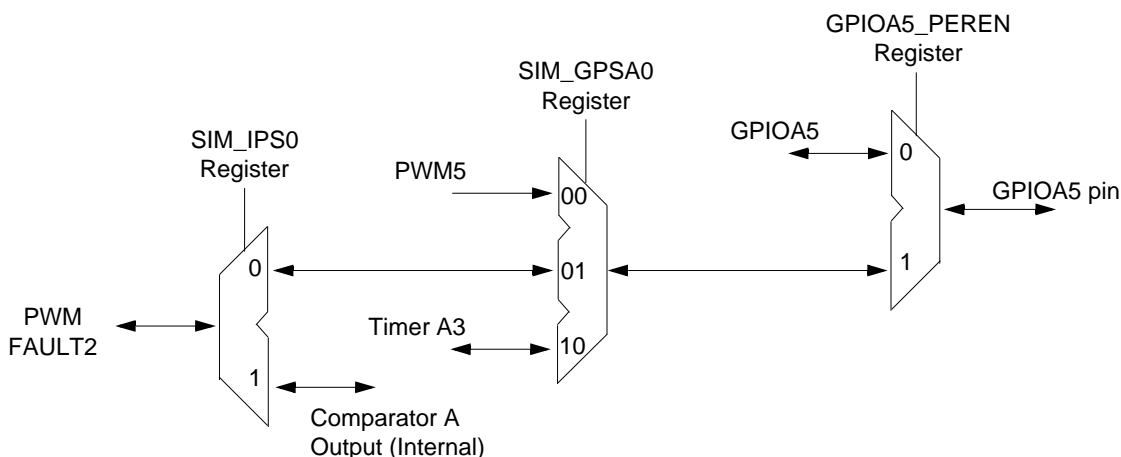 GPIOA5_PEREN
Register
SIM_GPSA0
Register
SIM_IPS0
Register
GPIOA5
0
PWM5
00
GPIOA5 pin
0
01
1
PWM
FAULT2
Timer A3
10
1
Comparator A
Output (Internal)